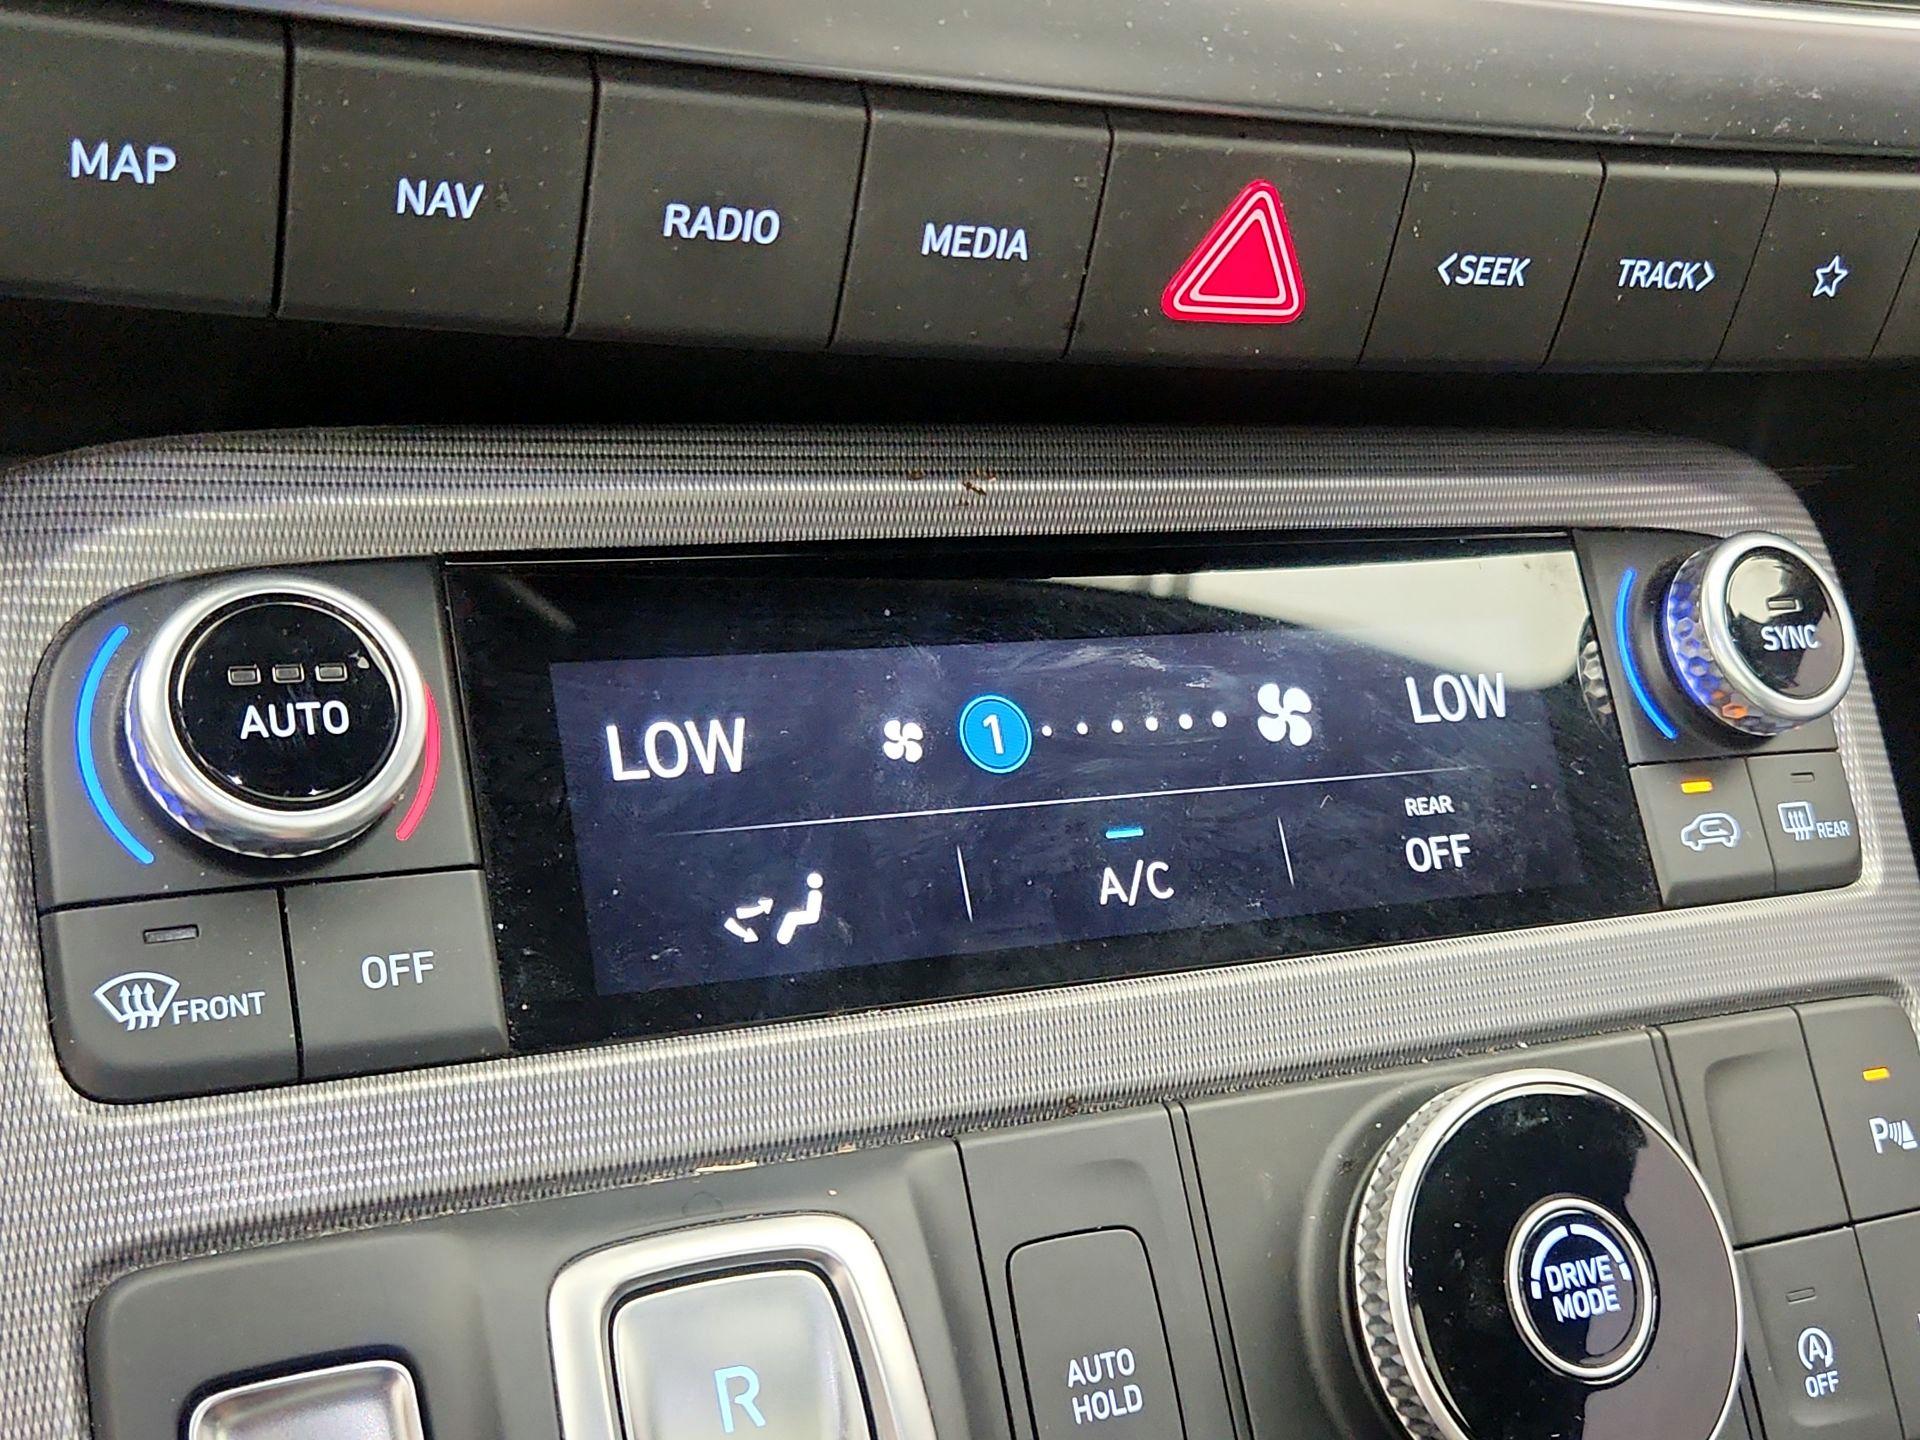 MAP
NAV
RADIO
MEDIA
<SEEK
TRACK>
AUTO
LOW
1
LOW
SYNC
REAR
OFF
A/C
REAR
FRONT
OFF
P
R
AUTO
HOLD
DRIVE
MODE
A
OFF